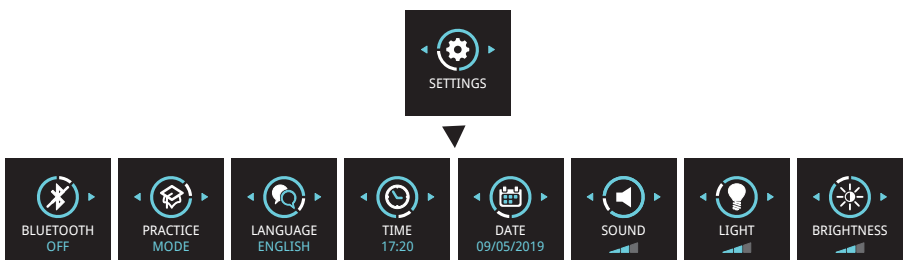 SETTINGS
BLUETOOTH
OFF
PRACTICE
MODE
LANGUAGE
ENGLISH
TIME
17:20
DATE
09/05/2019
SOUND
LIGHT
BRIGHTNESS